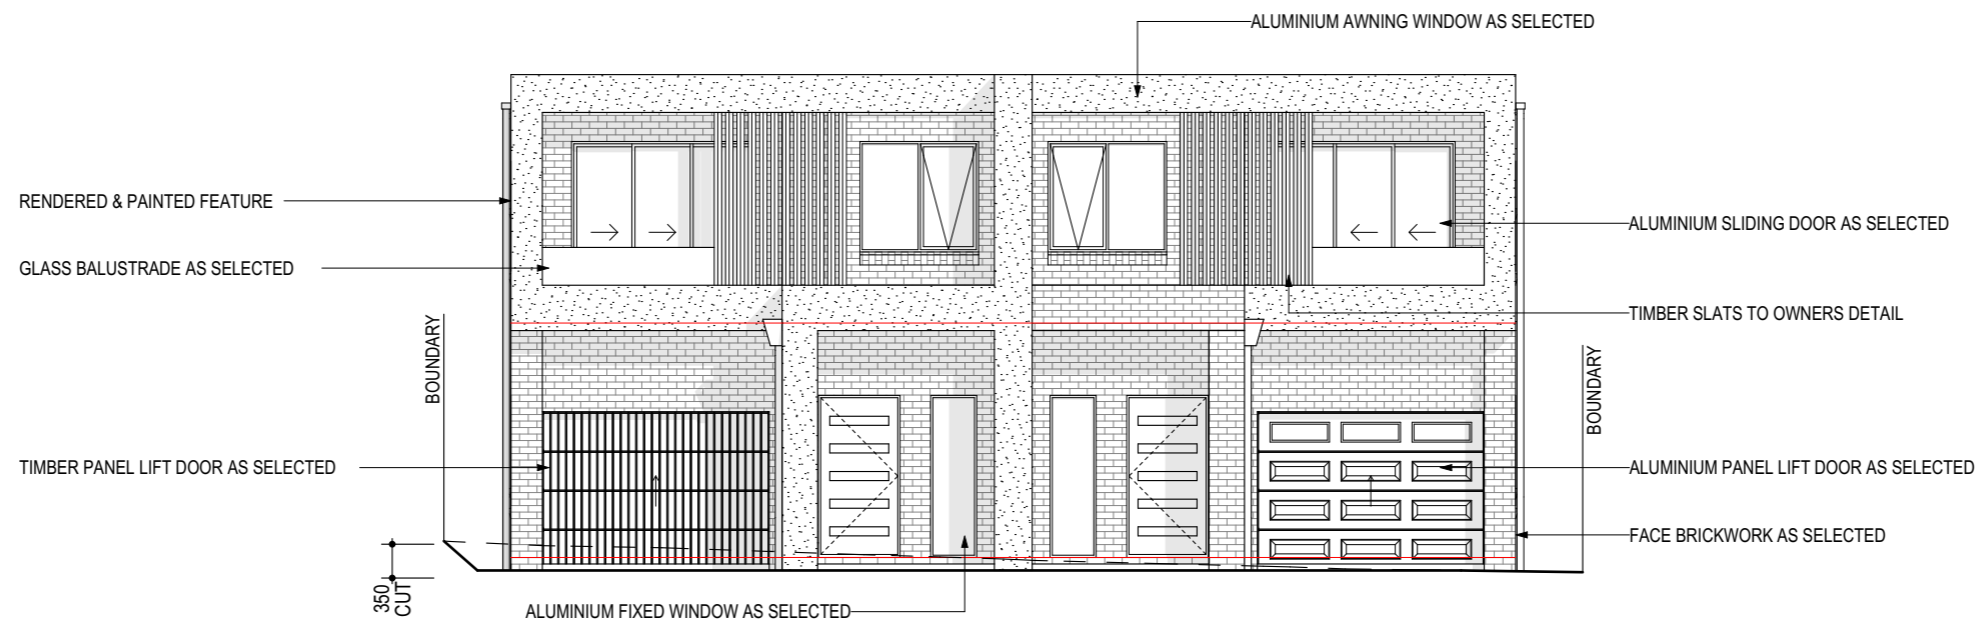 ALUMINIUM AWNING WINDOW AS SELECTED
RENDERED & PAINTED FEATURE
ALUMINIUM SLIDING DOOR AS SELECTED
GLASS BALUSTRADE AS SELECTED
TIMBER SLATS TO OWNERS DETAIL
BOUNDARY
BOUNDARY
TIMBER PANEL LIFT DOOR AS SELECTED
ALUMINIUM PANEL LIFT DOOR AS SELECTED
FACE BRICKWORK AS SELECTED
350
CUT
ALUMINIUM FIXED WINDOW AS SELECTED